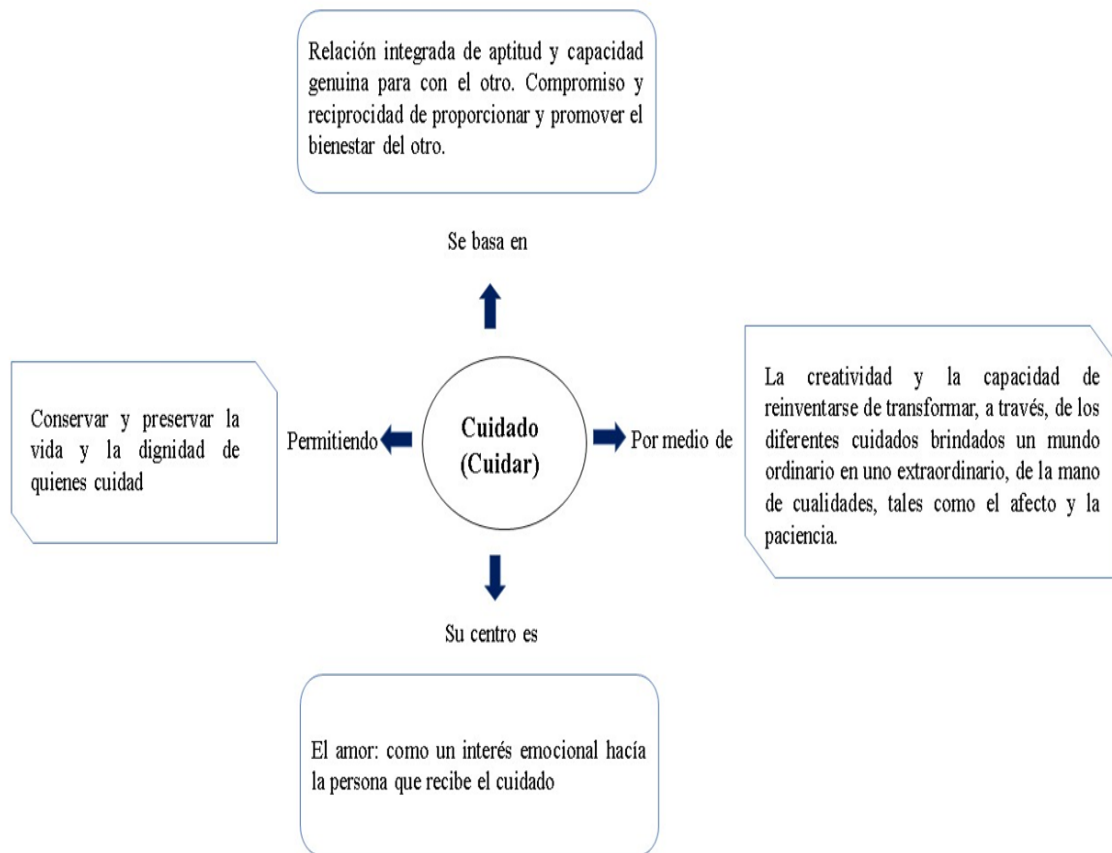 Relación integrada de aptitud y capacidad
genuina para con el otro. Compromiso y
reciprocidad de proporcionar y promover el
bienestar del otro.
Se basa en
Conservar y preservar la
vida y la dignidad de
quienes cuidad
Permitiendo
Cuidado
(Cuidar)
Por medio de
La creatividad y la capacidad de
reinventarse de transformar, a través, de los
diferentes cuidados brindados un mundo
ordinario en uno extraordinario, de la mano
de cualidades, tales como el afecto y la
paciencia.
Su centro es
El amor: como un interés emocional hacía
la persona que recibe el cuidado